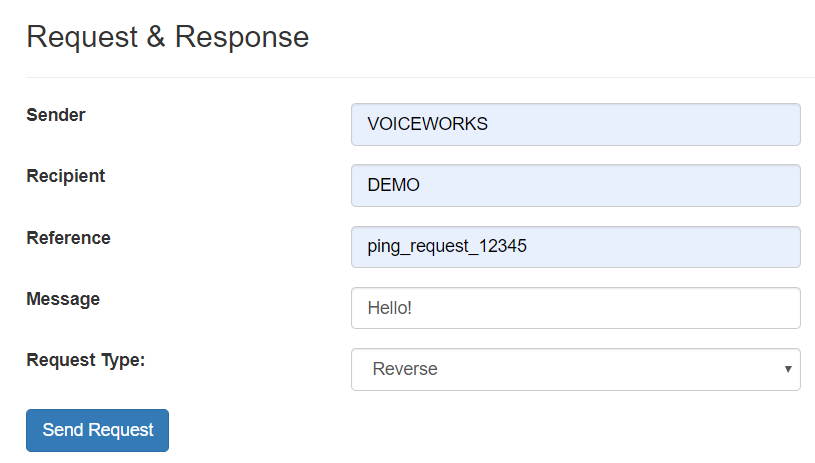 Request & Response
Sender
VOICEWORKS
Recipient
DEMO
Reference
ping_request_12345
Message
Hello!
Request Type:
Reverse
Send Request